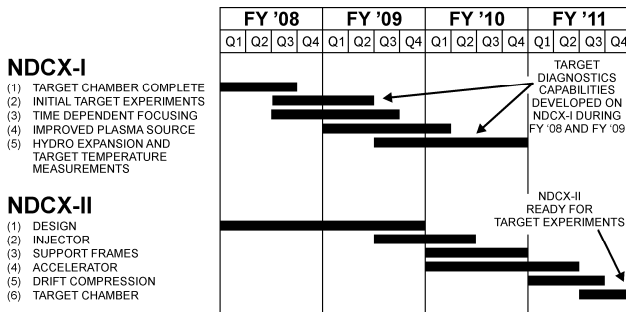 FY '08 FY '09 FY '10 FY '11
Q1 Q2 Q3 Q4 Q1 Q2 Q3 Q4 Q1 Q2 Q3 Q4 Q1 Q2 Q3 Q4
NDCX-I
(1) TARGET CHAMBER COMPLETE
(2) INITIAL TARGET EXPERIMENTS
(3) TIME DEPENDENT FOCUSING
(4) IMPROVED PLASMA SOURCE
(5) HYDRO EXPANSION AND
TARGET TEMPERATURE
MEASUREMENTS
TARGET
DIAGNOSTICS
CAPABILITIES
DEVELOPED ON
NDCX-I DURING
FY '08 AND FY '09
NDCX-II
(1) DESIGN
(2) INJECTOR
(3) SUPPORT FRAMES
(4) ACCELERATOR
(5) DRIFT COMPRESSION
(6) TARGET CHAMBER
NDCX-II
READY FOR
TARGET EXPERIMENTS